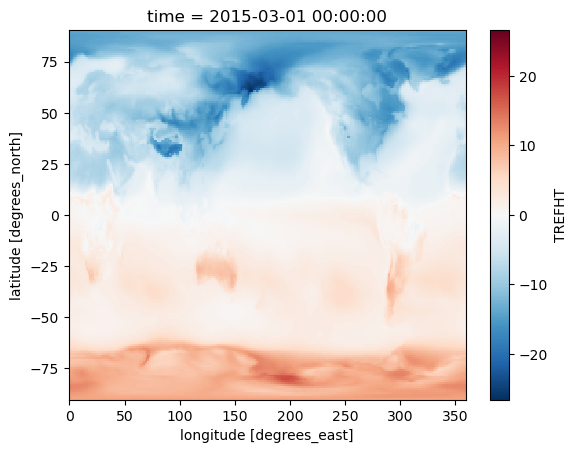 time = 2015-03-01 00:00:00
75
50
25
0
−25
−50
−75
latitude [degrees_north]
0 50 100 150 200 250 300 350
longitude [degrees_east]
20
10
0
−10
−20
TREFHT